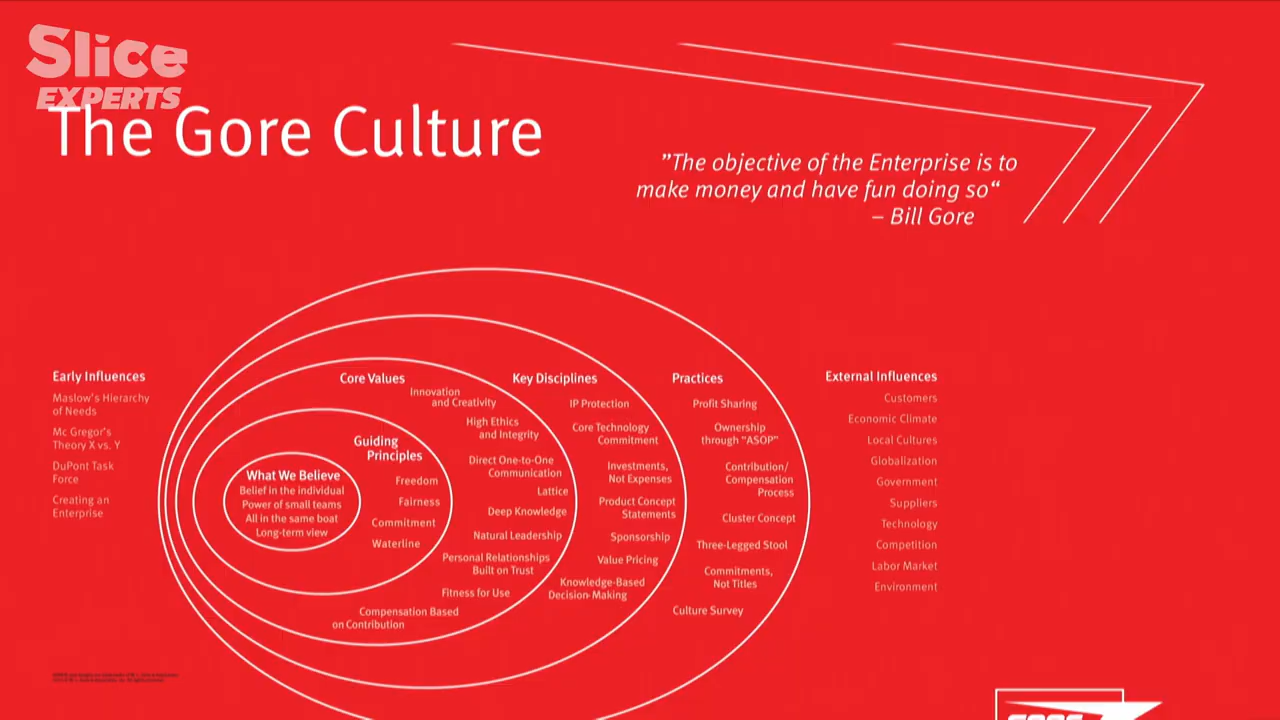 Slice
EXPERTS
The Gore Culture
”The objective of the Enterprise is to
make money and have fun doing so“
– Bill Gore
Early Influences
Maslow's Hierarchy
of Needs
Mc Gregor's
Theory X vs. Y
DuPont Task
Force
Creating an
Enterprise
What We Believe
Belief in the individual
Power of small teams
All in the same boat
Long-term view
Guiding
Principles
Freedom
Fairness
Commitment
Waterline
Core Values
Innovation
and Creativity
High Ethics
and Integrity
Direct One-to-One
Communication
Lattice
Deep Knowledge
Natural Leadership
Personal Relationships
Built on Trust
Fitness for Use
Compensation Based
on Contribution
Key Disciplines
IP Protection
Core Technology
Commitment
Investments,
Not Expenses
Product Concept
Statements
Sponsorship
Value Pricing
Knowledge-Based
Decision-Making
Practices
Profit Sharing
Ownership
through "ASOP"
Contribution/
Compensation
Process
Cluster Concept
Three-Legged Stool
Commitments,
Not Titles
Culture Survey
External Influences
Customers
Economic Climate
Local Cultures
Globalization
Government
Suppliers
Technology
Competition
Labor Market
Environment